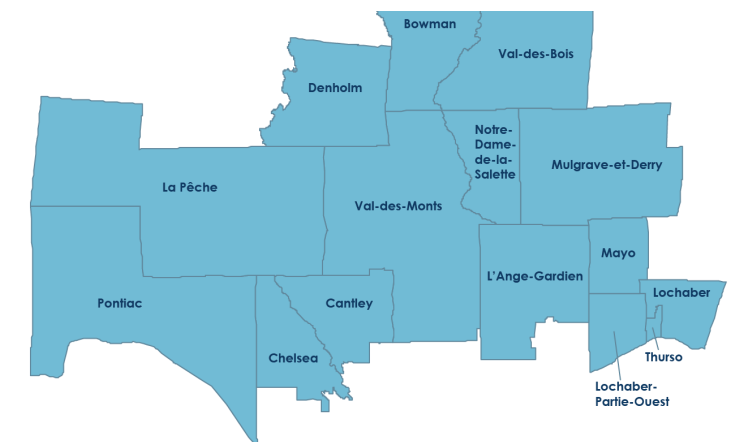 Bowman
Val-des-Bois
Denholm
Notre-
Dame-
de-la-
Salette
Mulgrave-et-Derry
La Pêche
Val-des-Monts
Mayo
L'Ange-Gardien
Lochaber
Pontiac
Cantley
Chelsea
Thurso
Lochaber-
Partie-Ouest